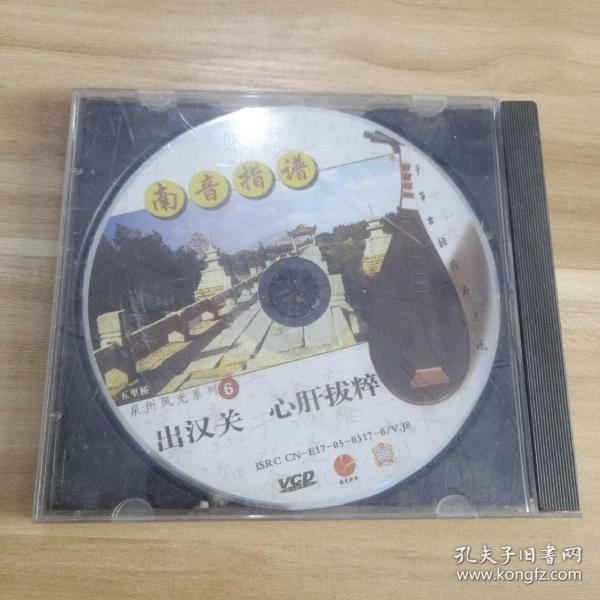 南音指谱
五里桥
泉州风光系列6
出汉关 心肝拔粹
ISRC CN-E17-05-0317-0/V.J8
VCD
孔夫子旧书网
www.kongfz.com